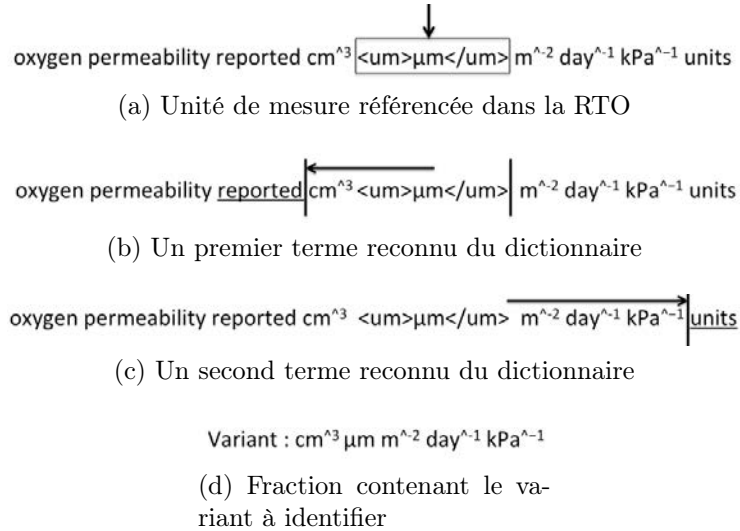 oxygen permeability reported cm^3 <um>μm</um> m^-2 day^-1 kPa^−1 units
(a) Unité de mesure référencée dans la RTO
oxygen permeability reported cm^3 <um>μm</um> m^-2 day^-1 kPa^−1 units
(b) Un premier terme reconnu du dictionnaire
oxygen permeability reported cm^3 <um>μm</um> m^-2 day^-1 kPa^−1 units
(c) Un second terme reconnu du dictionnaire
Variant : cm^3 μm m^-2 day^-1 kPa^−1
(d) Fraction contenant le va-
riant à identifier